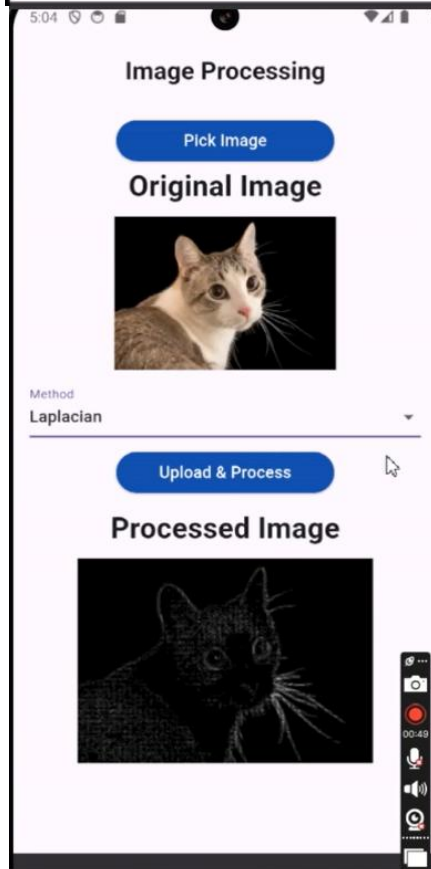 5:04
Image Processing
Pick Image
Original Image
Method
Laplacian
Upload & Process
Processed Image
00:49